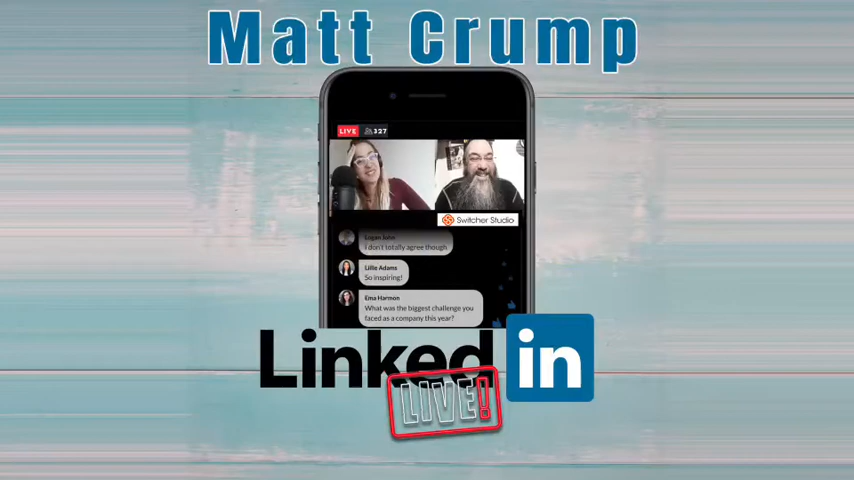 Matt Crump
LIVE 327
Switcher Studio
Logan John
I don't totally agree though
Lillie Adams
So inspiring!
Ema Harmon
What was the biggest challenge you
faced as a company this year?
Linked in
LIVE!